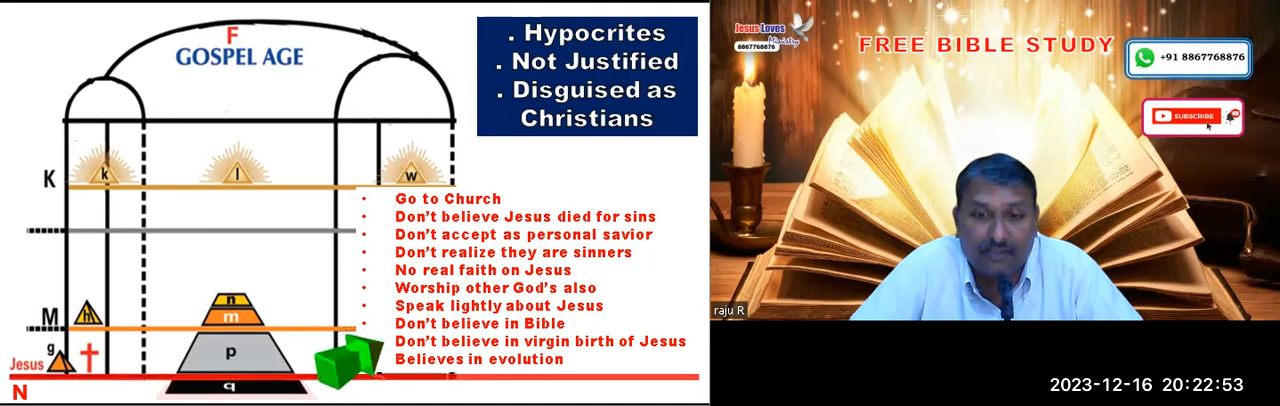 F
GOSPEL AGE
. Hypocrites
. Not Justified
. Disguised as
Christians
K
k
l
w
• Go to Church
• Don't believe Jesus died for sins
• Don't accept as personal savior
• Don't realize they are sinners
• No real faith on Jesus
• Worship other God's also
• Speak lightly about Jesus
• Don't believe in Bible
Don't believe in virgin birth of Jesus
Believes in evolution
M
h
n
m
g
Jesus
p
q
N
Jesus Loves
Ministry
8867768876
FREE BIBLE STUDY
+91 8867768876
SUBSCRIBE
raju R
2023-12-16 20:22:53